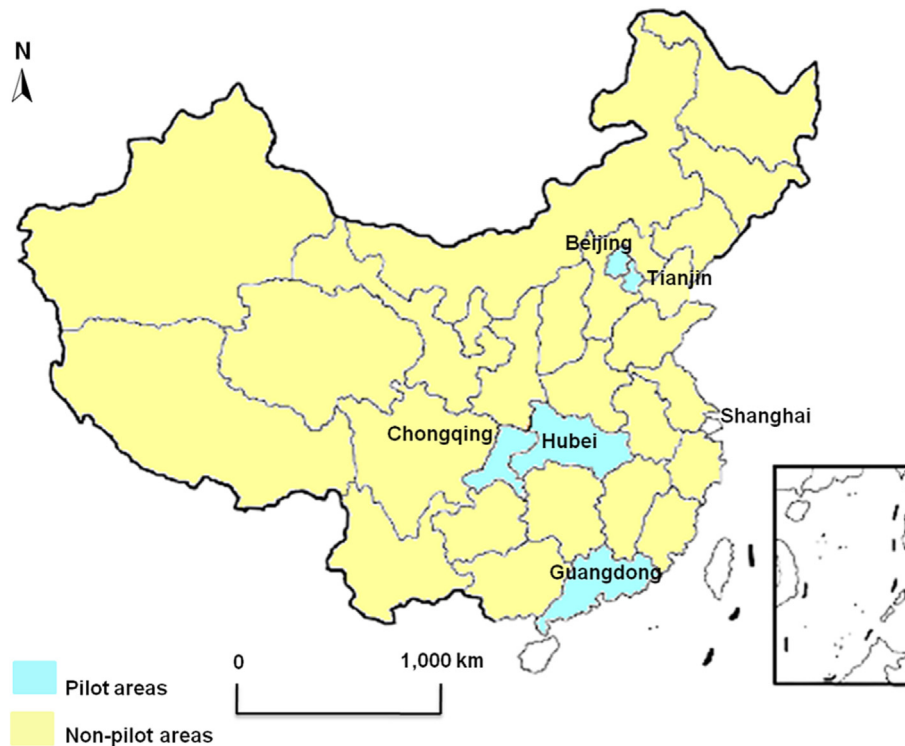 N
Beijing
Tianjin
Shanghai
Chongqing
Hubei
Guangdong
0
1,000 km
Pilot areas
Non-pilot areas